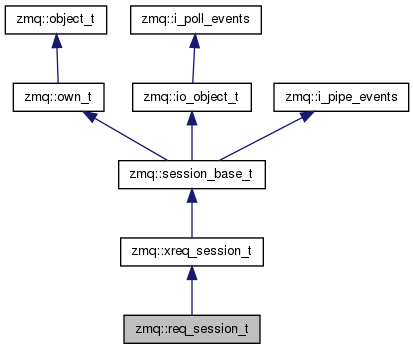 zmq::object_t
zmq::i_poll_events
zmq::own_t
zmq::io_object_t
zmq::i_pipe_events
zmq::session_base_t
zmq::xreq_session_t
zmq::req_session_t